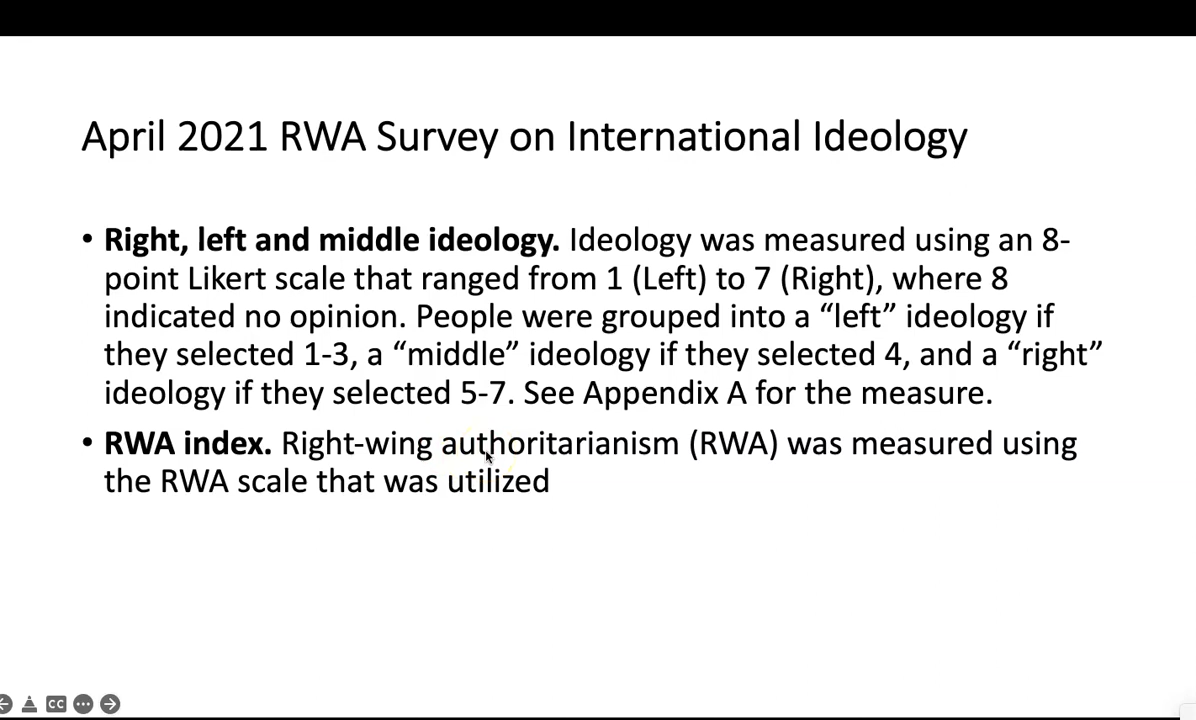 April 2021 RWA Survey on International Ideology
• Right, left and middle ideology. Ideology was measured using an 8-
point Likert scale that ranged from 1 (Left) to 7 (Right), where 8
indicated no opinion. People were grouped into a “left” ideology if
they selected 1-3, a “middle” ideology if they selected 4, and a “right”
ideology if they selected 5-7. See Appendix A for the measure.
• RWA index. Right-wing authoritarianism (RWA) was measured using
the RWA scale that was utilized
CC